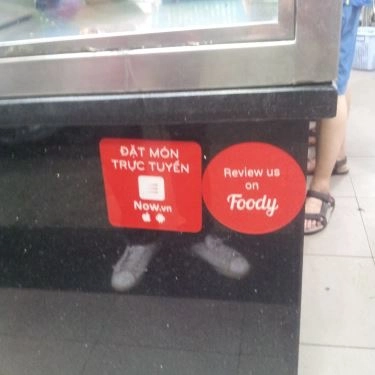 ĐẶT MÓN
TRỰC TUYẾN
Now.vn
Review us
on
Foody